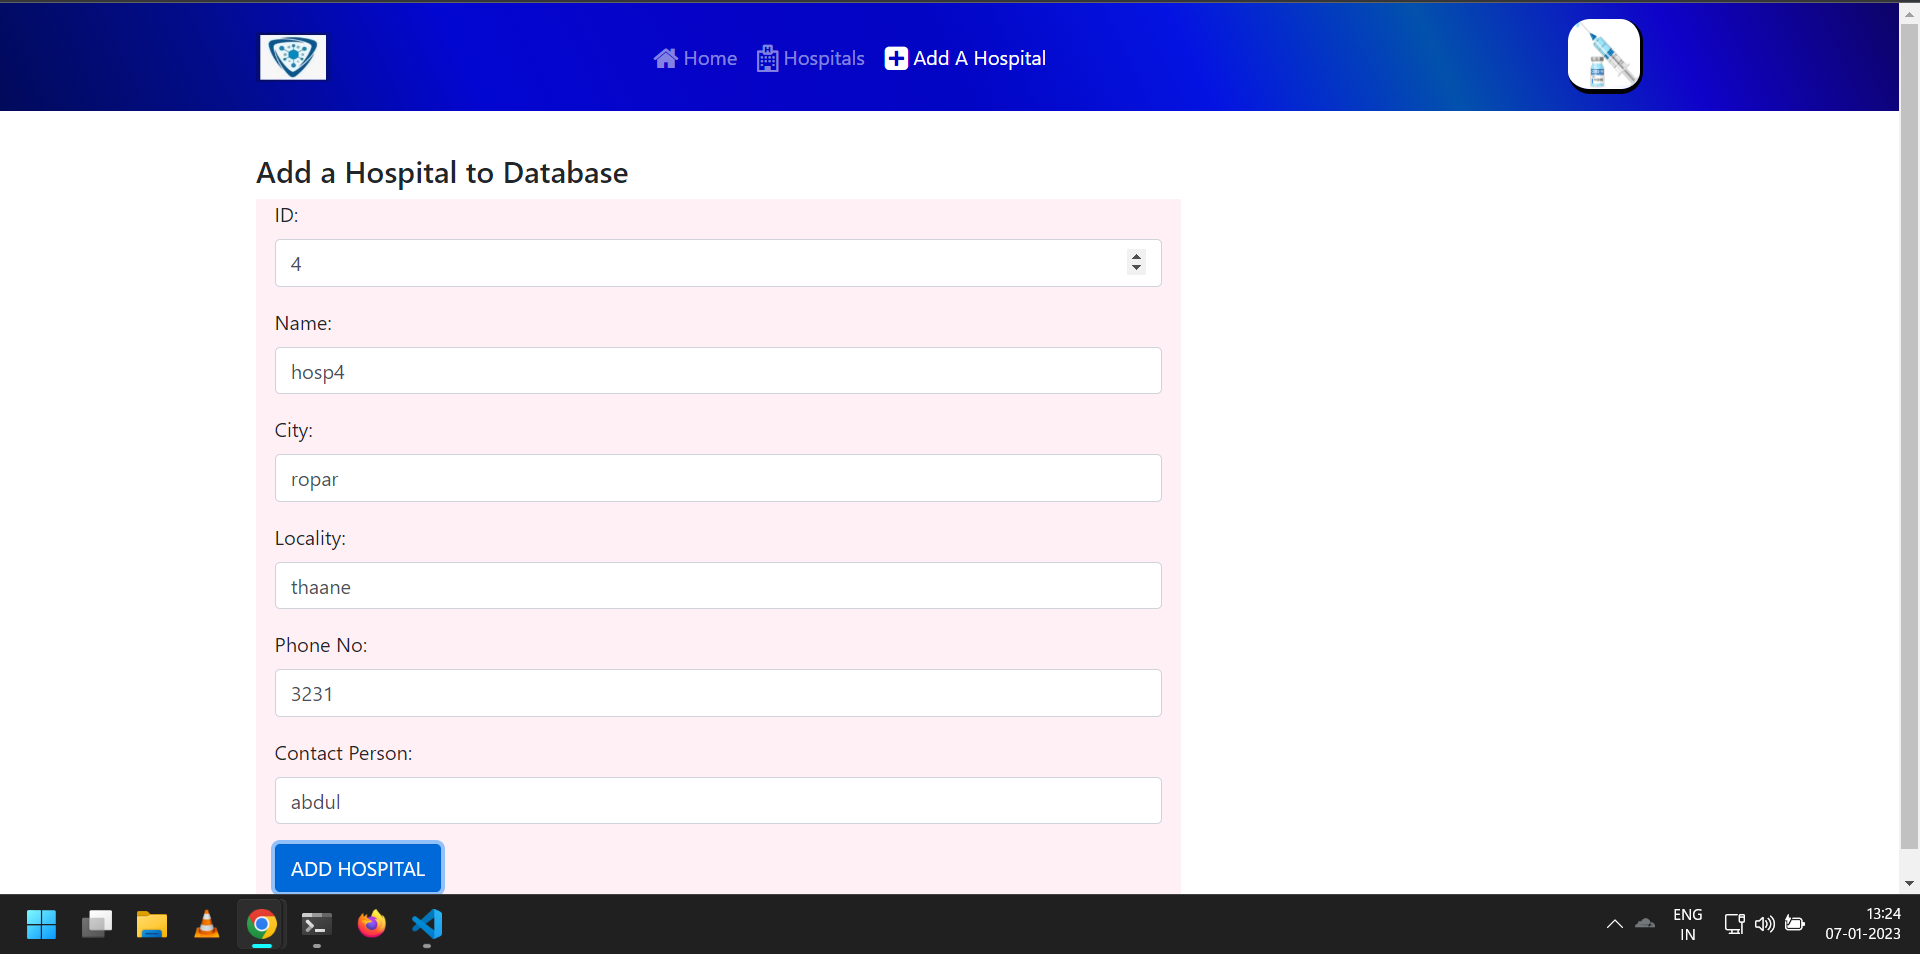 Home Hospitals Add A Hospital
Add a Hospital to Database
ID:
4
Name:
hosp4
City:
ropar
Locality:
thaane
Phone No:
3231
Contact Person:
abdul
ADD HOSPITAL
ENG
IN
13:24
07-01-2023